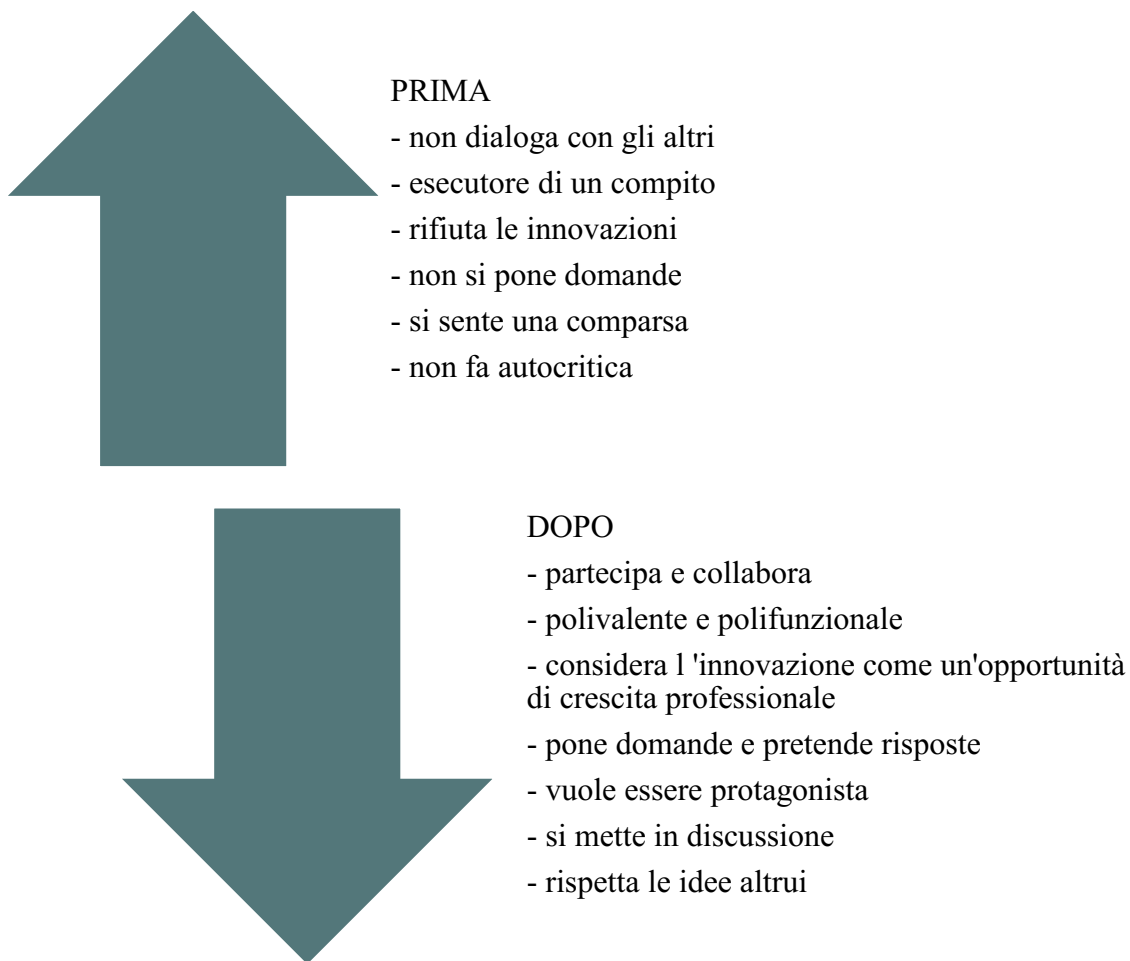 PRIMA
- non dialoga con gli altri
- esecutore di un compito
- rifiuta le innovazioni
- non si pone domande
- si sente una comparsa
- non fa autocritica
DOPO
- partecipa e collabora
- polivalente e polifunzionale
- considera l 'innovazione come un'opportunità
di crescita professionale
- pone domande e pretende risposte
- vuole essere protagonista
- si mette in discussione
- rispetta le idee altrui